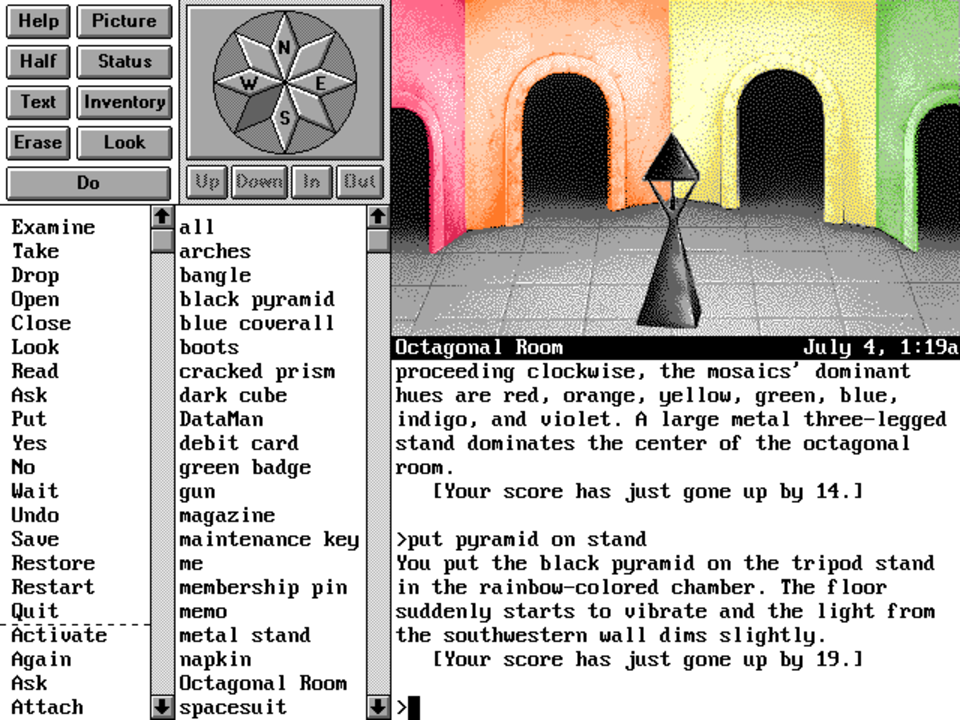 Help Picture
Half Status
Text Inventory
Erase Look
Do
N
W E
S
Up Down In Out
Examine
Take
Drop
Open
Close
Look
Read
Ask
Put
Yes
No
Wait
Undo
Save
Restore
Restart
Quit
Activate
Again
Ask
Attach
all
arches
bangle
black pyramid
blue coverall
boots
cracked prism
dark cube
DataMan
debit card
green badge
gun
magazine
maintenance key
me
membership pin
memo
metal stand
napkin
Octagonal Room
spacesuit
Octagonal Room July 4, 1:19a
proceeding clockwise, the mosaics' dominant
hues are red, orange, yellow, green, blue,
indigo, and violet. A large metal three-legged
stand dominates the center of the octagonal
room.
[Your score has just gone up by 14.]
>put pyramid on stand
You put the black pyramid on the tripod stand
in the rainbow-colored chamber. The floor
suddenly starts to vibrate and the light from
the southwestern wall dims slightly.
[Your score has just gone up by 19.]
>